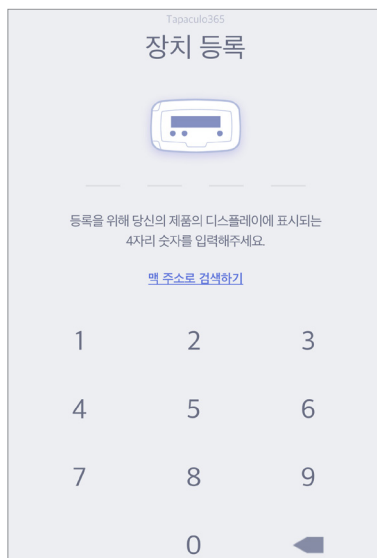 Tapaculo365
장치 등록
등록을 위해 당신의 제품의 디스플레이에 표시되는
4자리 숫자를 입력해주세요.
맥 주소로 검색하기
1 2 3
4 5 6
7 8 9
0